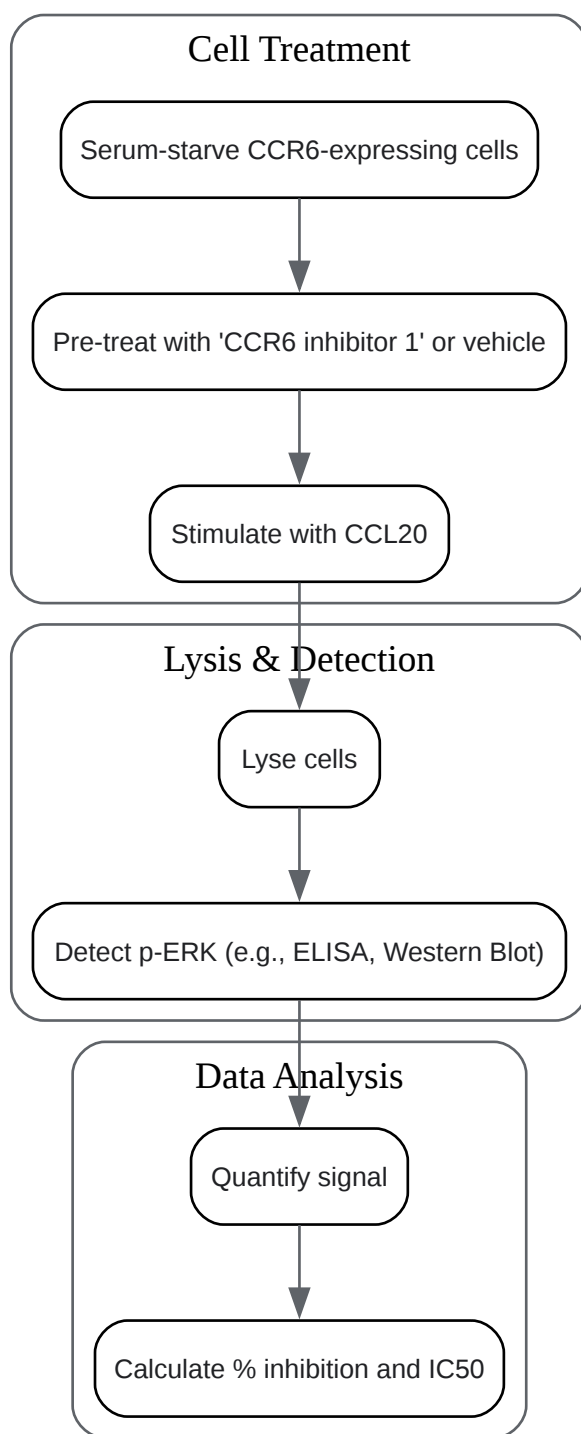 Cell Treatment
Serum-starve CCR6-expressing cells
Pre-treat with 'CCR6 inhibitor 1' or vehicle
Stimulate with CCL20
Lysis & Detection
Lyse cells
Detect p-ERK (e.g., ELISA, Western Blot)
Data Analysis
Quantify signal
Calculate % inhibition and IC50